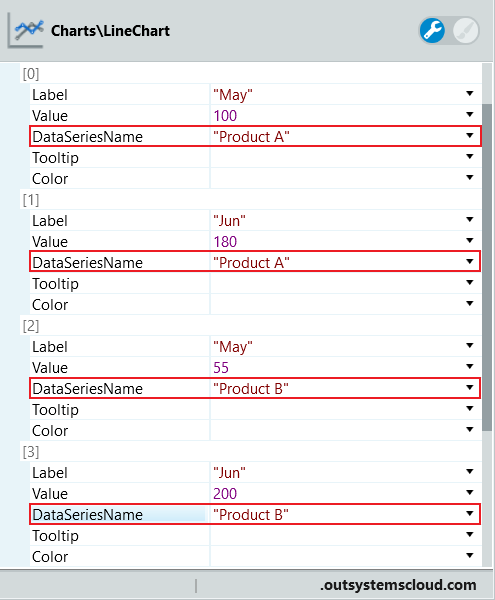 Charts\LineChart
[0]
Label "May"
Value 100
DataSeriesName "Product A"
Tooltip
Color
[1]
Label "Jun"
Value 180
DataSeriesName "Product A"
Tooltip
Color
[2]
Label "May"
Value 55
DataSeriesName "Product B"
Tooltip
Color
[3]
Label "Jun"
Value 200
DataSeriesName "Product B"
Tooltip
Color
| .outsystemscloud.com